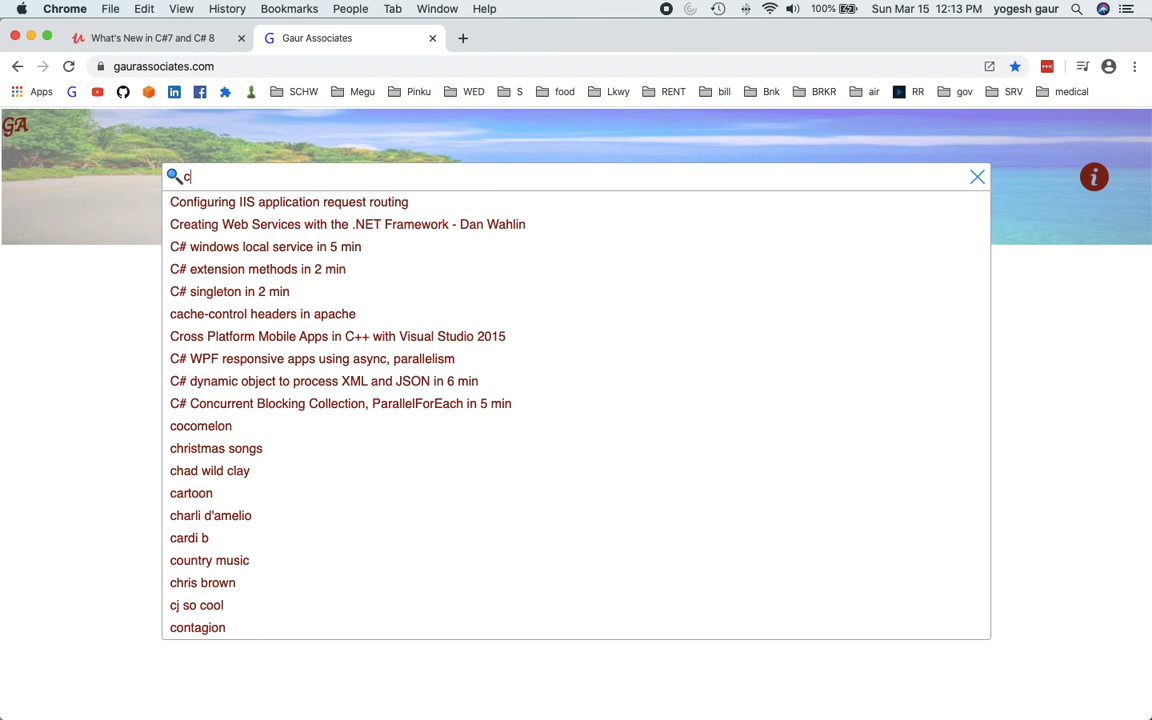 Chrome File Edit View History Bookmarks People Tab Window Help 100% Sun Mar 15 12:13 PM yogesh gaur
What's New in C#7 and C# 8 Gaur Associates
gaurassociates.com
Apps SCHW Megu Pinku WED S food Lkwy RENT bill Bnk BRKR air RR gov SRV medical
GA
c
Configuring IIS application request routing
Creating Web Services with the .NET Framework - Dan Wahlin
C# windows local service in 5 min
C# extension methods in 2 min
C# singleton in 2 min
cache-control headers in apache
Cross Platform Mobile Apps in C++ with Visual Studio 2015
C# WPF responsive apps using async, parallelism
C# dynamic object to process XML and JSON in 6 min
C# Concurrent Blocking Collection, ParallelForEach in 5 min
cocomelon
christmas songs
chad wild clay
cartoon
charli d'amelio
cardi b
country music
chris brown
cj so cool
contagion